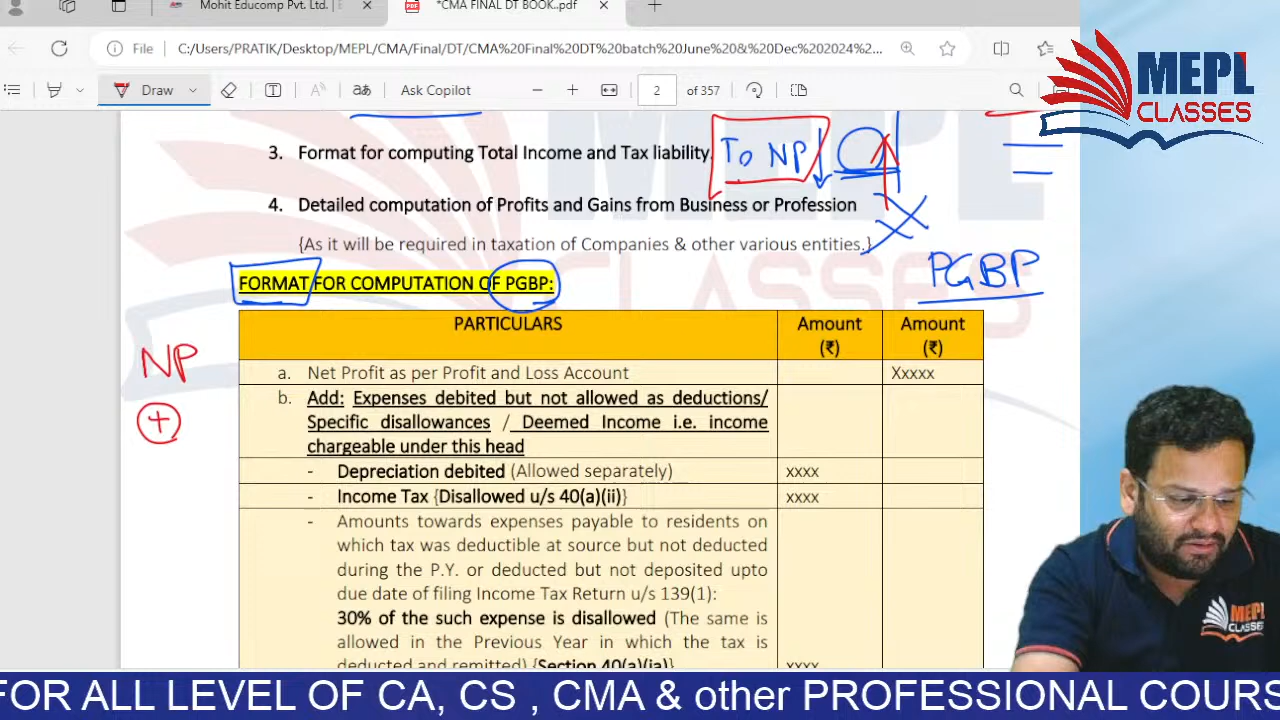 Mohit Educomp Pvt. Ltd. | E
*CMA FINAL DT BOOK..pdf
File
C:/Users/PRATIK/Desktop/MEPL/CMA/Final/DT/CMA%20Final%20DT%20batch%20June%20&%20Dec%202024%2...
Draw
Ask Copilot
2 of 357
MEPL
CLASSES
3. Format for computing Total Income and Tax liability.
To NP
4. Detailed computation of Profits and Gains from Business or Profession
{As it will be required in taxation of Companies & other various entities.}
PGBP
FORMAT FOR COMPUTATION OF PGBP:
PARTICULARS Amount (₹) Amount (₹)
NP
+
a. Net Profit as per Profit and Loss Account Xxxxx
b. Add: Expenses debited but not allowed as deductions/
Specific disallowances / Deemed Income i.e. income
chargeable under this head
- Depreciation debited (Allowed separately) xxxx
- Income Tax {Disallowed u/s 40(a)(ii)} xxxx
- Amounts towards expenses payable to residents on
which tax was deductible at source but not deducted
during the P.Y. or deducted but not deposited upto
due date of filing Income Tax Return u/s 139(1):
30% of the such expense is disallowed (The same is
allowed in the Previous Year in which the tax is
deducted and remitted) {Section 40(a)(ia)} xxxx
MEPL
CLASSES
FOR ALL LEVEL OF CA, CS , CMA & other PROFESSIONAL COURS